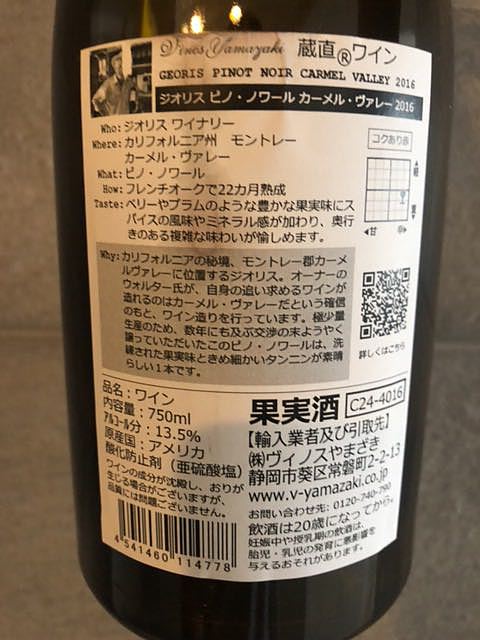 Vinos Yamazaki 蔵直®ワイン
GEORIS PINOT NOIR CARMEL VALLEY 2016
ジオリス ピノ・ノワール カーメル・ヴァレー 2016
Who: ジオリス ワイナリー
Where: カリフォルニア州 モントレー
カーメル・ヴァレー
What: ピノ・ノワール
How: フレンチオークで22カ月熟成
Taste: ベリーやプラムのような豊かな果実味にス
パイスの風味やミネラル感が加わり、奥行
きのある複雑な味わいが愉しめます。
コクあり赤
▲軽
重▼
◀甘 辛▶
Why: カリフォルニアの秘境、モントレー郡カーメ
ルヴァレーに位置するジオリス。オーナーの
ウォルター氏が、自身の追い求めるワインが
造れるのはカーメル・ヴァレーだという確信
のもと、ワイン造りを行っています。極少量
生産のため、数年にも及ぶ交渉の末ようやく
譲っていただいたこのピノ・ノワールは、洗
練された果実味ときめ細かいタンニンが素晴
らしい1本です。
詳しくはこちら
品名：ワイン
内容量：750ml
アルコール分：13.5%
原産国：アメリカ
酸化防止剤（亜硫酸塩）
ワインの成分が沈殿し、おりが
生じる場合がございますが、
品質には問題ございません。
4 541460 114778
果実酒 C24-4016
【輸入業者及び引取先】
㈱ヴィノスやまざき
静岡市葵区常磐町2-2-13
www.v-yamazaki.co.jp
お問い合わせ先: 0120-740-790
飲酒は20歳になってから。
妊娠中や授乳期の飲酒は、
胎児・乳児の発育に悪影響を
与えるおそれがあります。